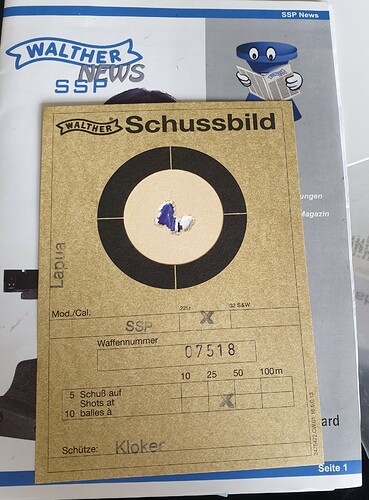 SSP News
WALTHER
NEWS
SSP
WALTHER Schussbild
ungen
Magazin
Lapua
Mod./Cal:
22lr
32 S&W
SSP
X
Waffennummer
07518
10 25 50 100m
5 Schuß auf
Shots at
10 balles à
X
Schütze: Kloker
ard
Seite 1